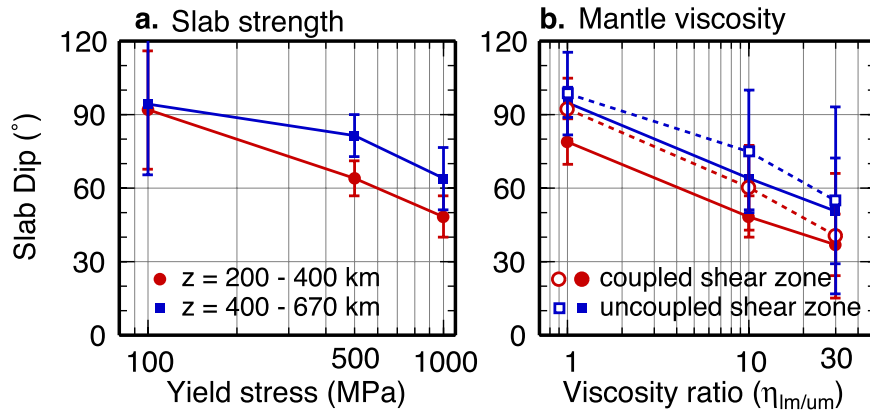 a. Slab strength
b. Mantle viscosity
Slab Dip (°)
120
90
60
30
0
z = 200 - 400 km
z = 400 - 670 km
100
500
1000
Yield stress (MPa)
120
90
60
30
0
coupled shear zone
uncoupled shear zone
1
10
30
Viscosity ratio (ηlm/um)